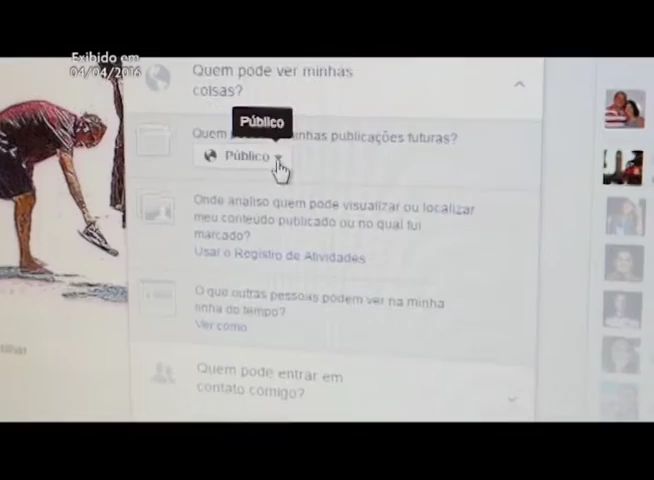 Exibido em
04/04/2016
Quem pode ver minhas
coisas?
Público
Quem minhas publicações futuras?
Público
Onde analiso quem pode visualizar ou localizar
meu conteúdo publicado ou no qual fui
marcado?
Usar o Registro de Atividades
O que outras pessoas podem ver na minha
linha do tempo?
Ver como
Quem pode entrar em
contato comigo?